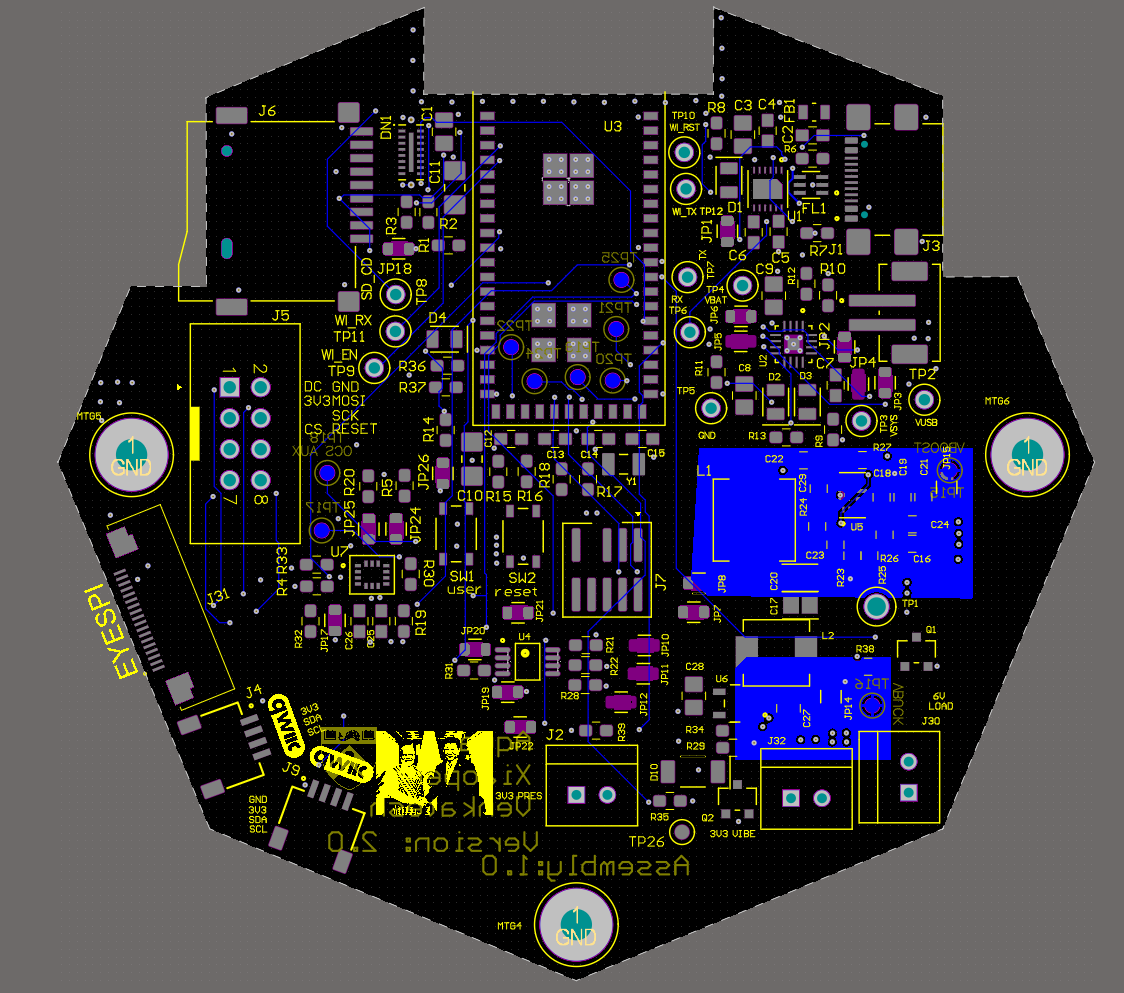 J6
DN1
C1
C11
U3
TP10
WI_RST
R8
C3
C4
FB1
C2
R6
R3
R2
R1
JP18
SD_CD
TP8
WI_TX
TP12
D1
JP1
U1
FL1
C6
C5
R7
J1
J3
TX
TP7
TP25
RX
TP6
TP4
VBAT
C9
R12
R10
J5
WI_RX
TP11
D4
TP22
TP21
TP20
JP6
JP5
JP2
U2
WI_EN
TP9
R36
R37
R11
C8
D2
D3
C7
JP4
JP3
TP2
VUSB
1
2
DC GND
3V3MOSI
SCK
CS RESET
TP5
GND
R13
R9
TP3
VSYS
MTG5
1
GND
MTG6
1
GND
TP18
OCS AUX
R14
C12
C13
C14
C15
Y1
7
8
R20
R5
JP26
C10
R15
R16
R18
R17
L1
C22
R27
C18
C19
C21
VBOOST
JP15
TP15
C29
R24
U5
C24
TP17
JP25
JP24
U7
C23
R26
C16
R33
R4
R30
SW1
user
SW2
reset
J7
JP8
C20
R23
R25
J31
EYESPI
R32
JP17
C26
R19
JP21
JP7
C17
TP1
JP20
U4
R21
JP10
L2
Q1
R31
R22
JP11
R38
JP19
R28
JP12
C28
U6
C27
JP14
TP16
VBUCK
6V
LOAD
J30
J4
qwiic
3V3
SDA
SCL
JP22
R39
R34
R29
J32
J9
qwiic
J2
D10
GND
3V3
SDA
SCL
3V3 PRES
R35
Q2
3V3 VIBE
TP26
Version: 2.0
Assembly:1.0
MTG4
1
GND